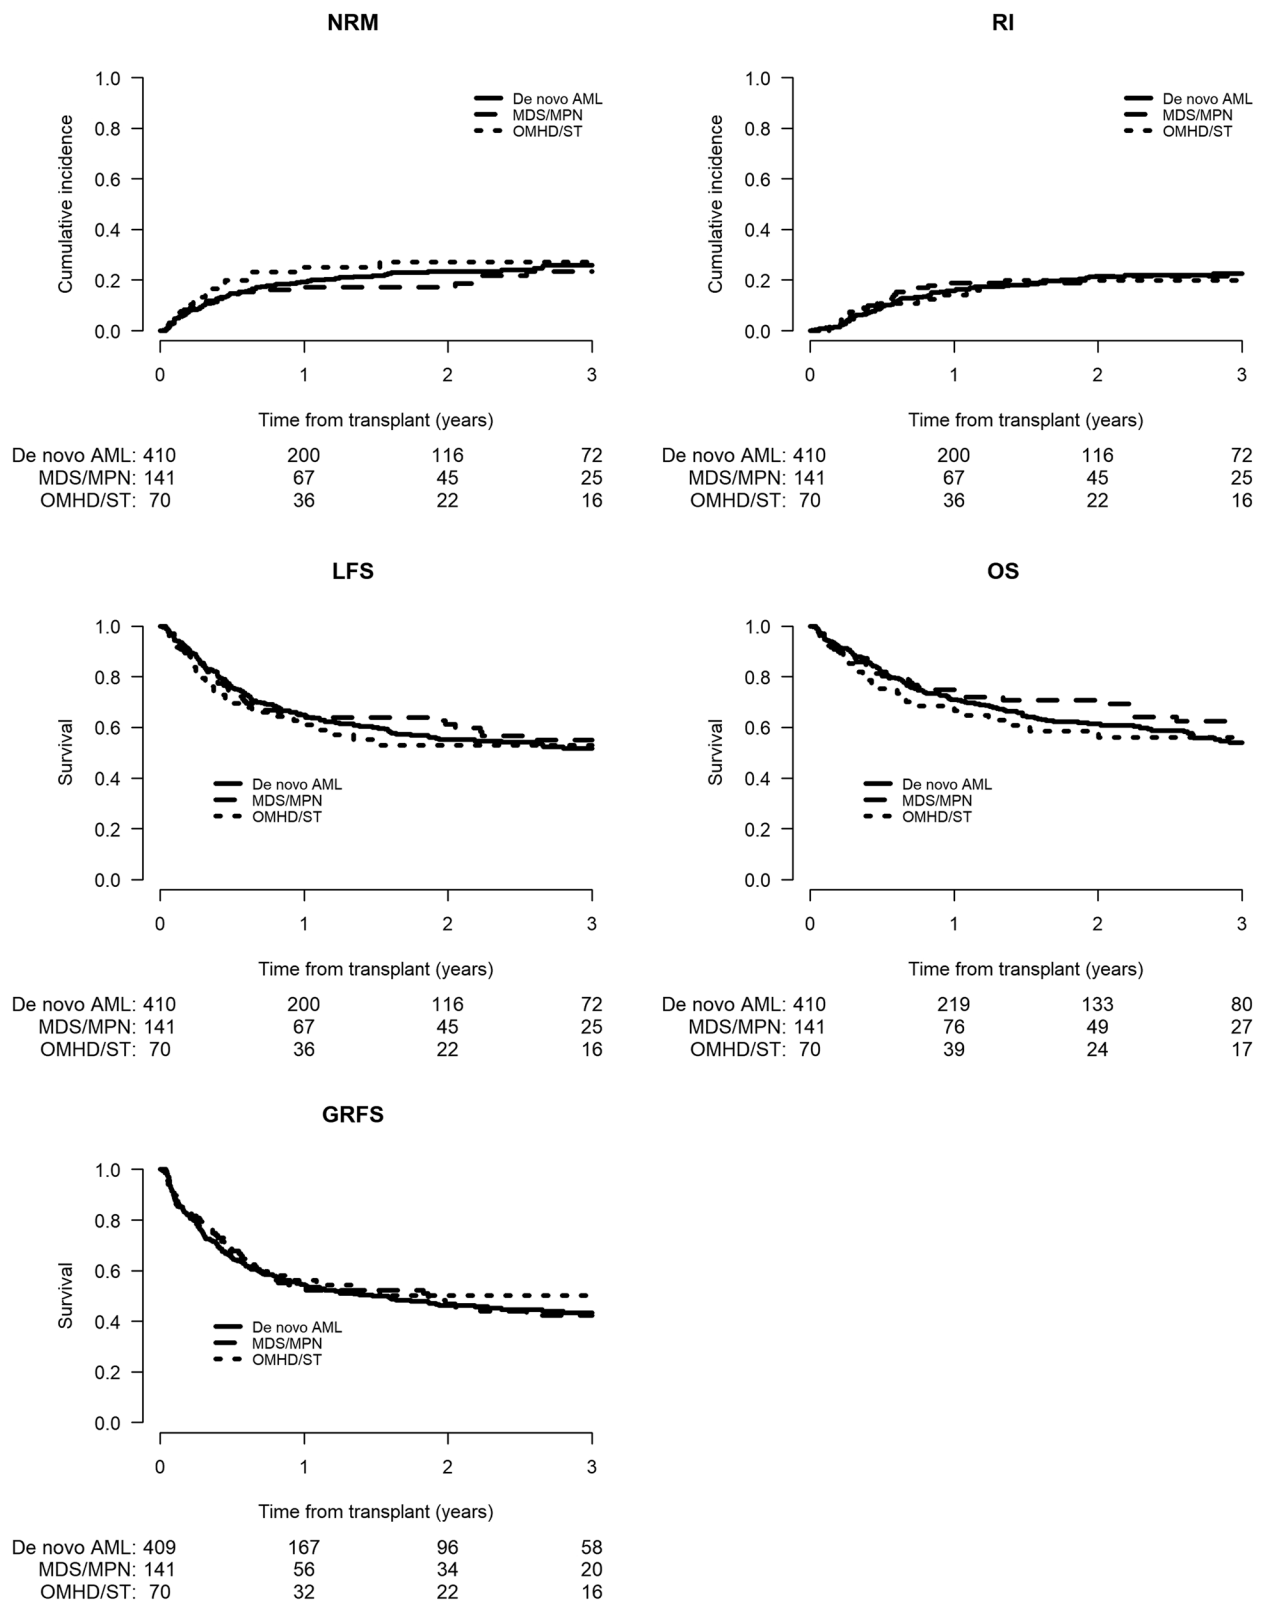 NRM
1.0
0.8
0.6
0.4
0.2
0.0
Cumulative incidence
De novo AML
MDS/MPN
OMHD/ST
0 1 2 3
Time from transplant (years)
De novo AML: 410 200 116 72
MDS/MPN: 141 67 45 25
OMHD/ST: 70 36 22 16
RI
1.0
0.8
0.6
0.4
0.2
0.0
Cumulative incidence
De novo AML
MDS/MPN
OMHD/ST
0 1 2 3
Time from transplant (years)
De novo AML: 410 200 116 72
MDS/MPN: 141 67 45 25
OMHD/ST: 70 36 22 16
LFS
1.0
0.8
0.6
0.4
0.2
0.0
Survival
De novo AML
MDS/MPN
OMHD/ST
0 1 2 3
Time from transplant (years)
De novo AML: 410 200 116 72
MDS/MPN: 141 67 45 25
OMHD/ST: 70 36 22 16
OS
1.0
0.8
0.6
0.4
0.2
0.0
Survival
De novo AML
MDS/MPN
OMHD/ST
0 1 2 3
Time from transplant (years)
De novo AML: 410 219 133 80
MDS/MPN: 141 76 49 27
OMHD/ST: 70 39 24 17
GRFS
1.0
0.8
0.6
0.4
0.2
0.0
Survival
De novo AML
MDS/MPN
OMHD/ST
0 1 2 3
Time from transplant (years)
De novo AML: 409 167 96 58
MDS/MPN: 141 56 34 20
OMHD/ST: 70 32 22 16